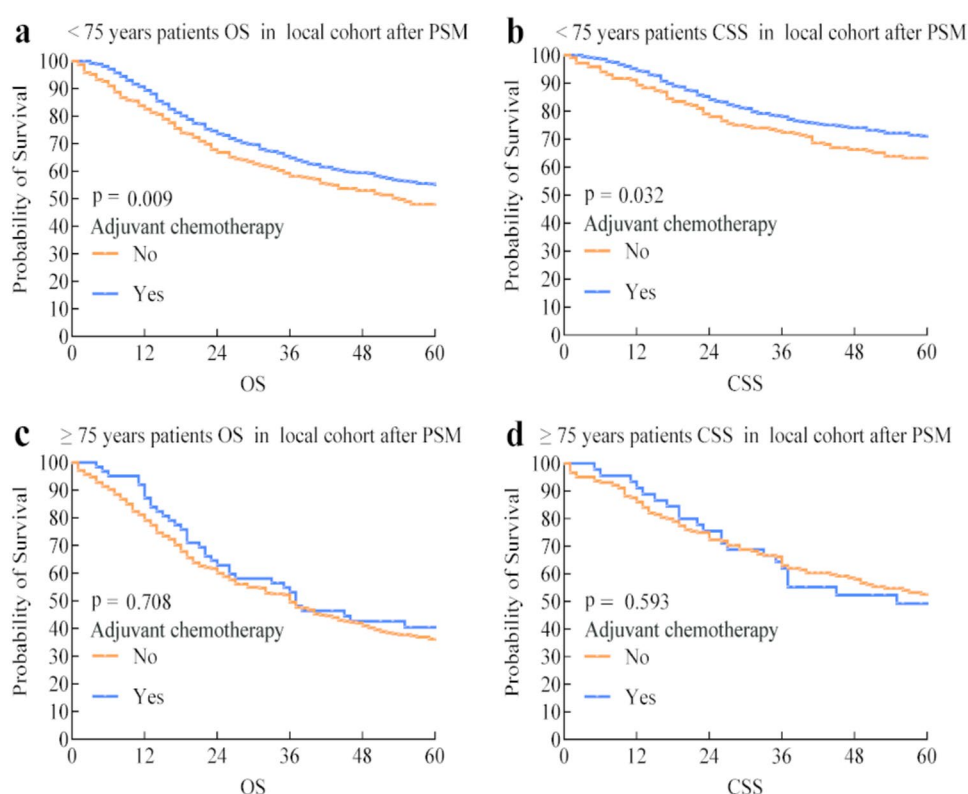 a < 75 years patients OS in local cohort after PSM
Probability of Survival
100
90
80
70
60
50
40
30
20
10
0
p = 0.009
Adjuvant chemotherapy
No
Yes
0 12 24 36 48 60
OS
b < 75 years patients CSS in local cohort after PSM
Probability of Survival
100
90
80
70
60
50
40
30
20
10
0
p = 0.032
Adjuvant chemotherapy
No
Yes
0 12 24 36 48 60
CSS
c ≥ 75 years patients OS in local cohort after PSM
Probability of Survival
100
90
80
70
60
50
40
30
20
10
0
p = 0.708
Adjuvant chemotherapy
No
Yes
0 12 24 36 48 60
OS
d ≥ 75 years patients CSS in local cohort after PSM
Probability of Survival
100
90
80
70
60
50
40
30
20
10
0
p = 0.593
Adjuvant chemotherapy
No
Yes
0 12 24 36 48 60
CSS